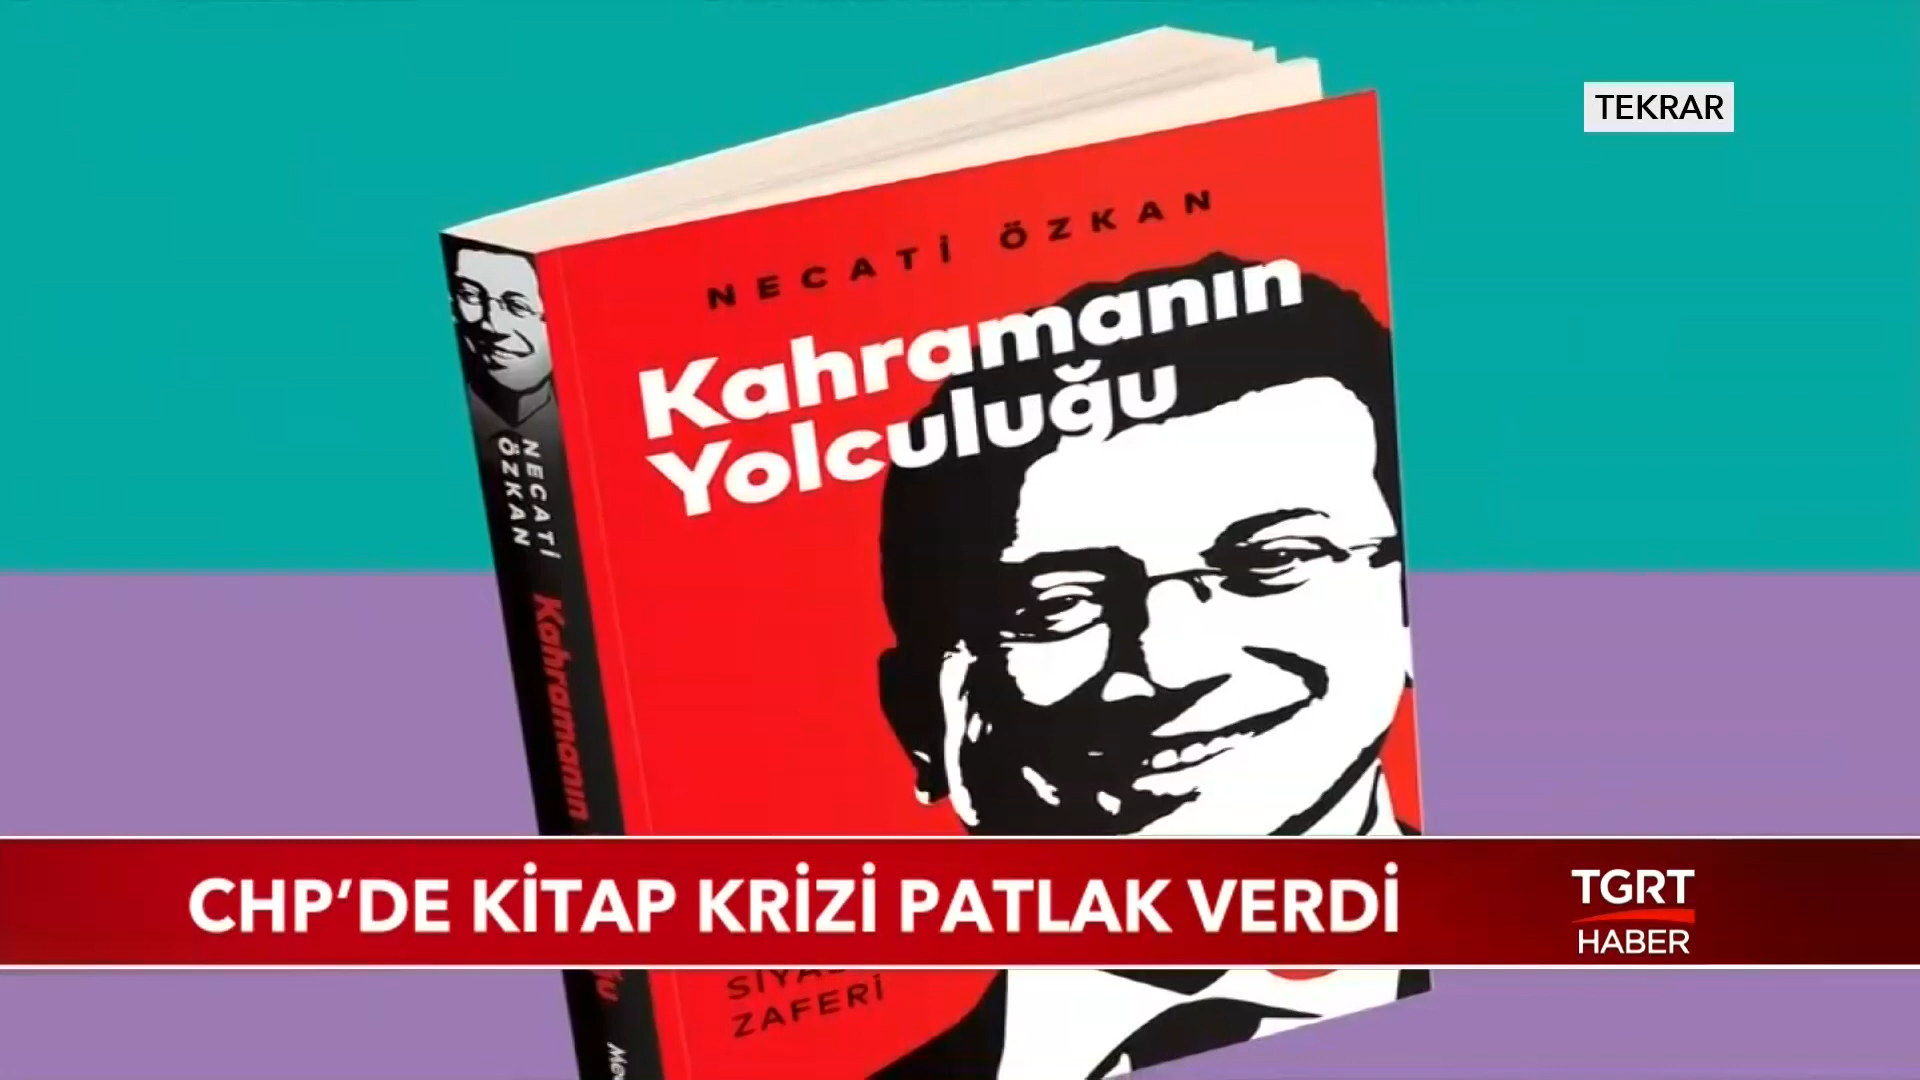 TEKRAR
NECATİ ÖZKAN
Kahramanın
Yolculuğu
NECATİ
ÖZKAN
Kahramanın
CHP'DE KİTAP KRİZİ PATLAK VERDİ
TGRT
HABER
ZAFERİ